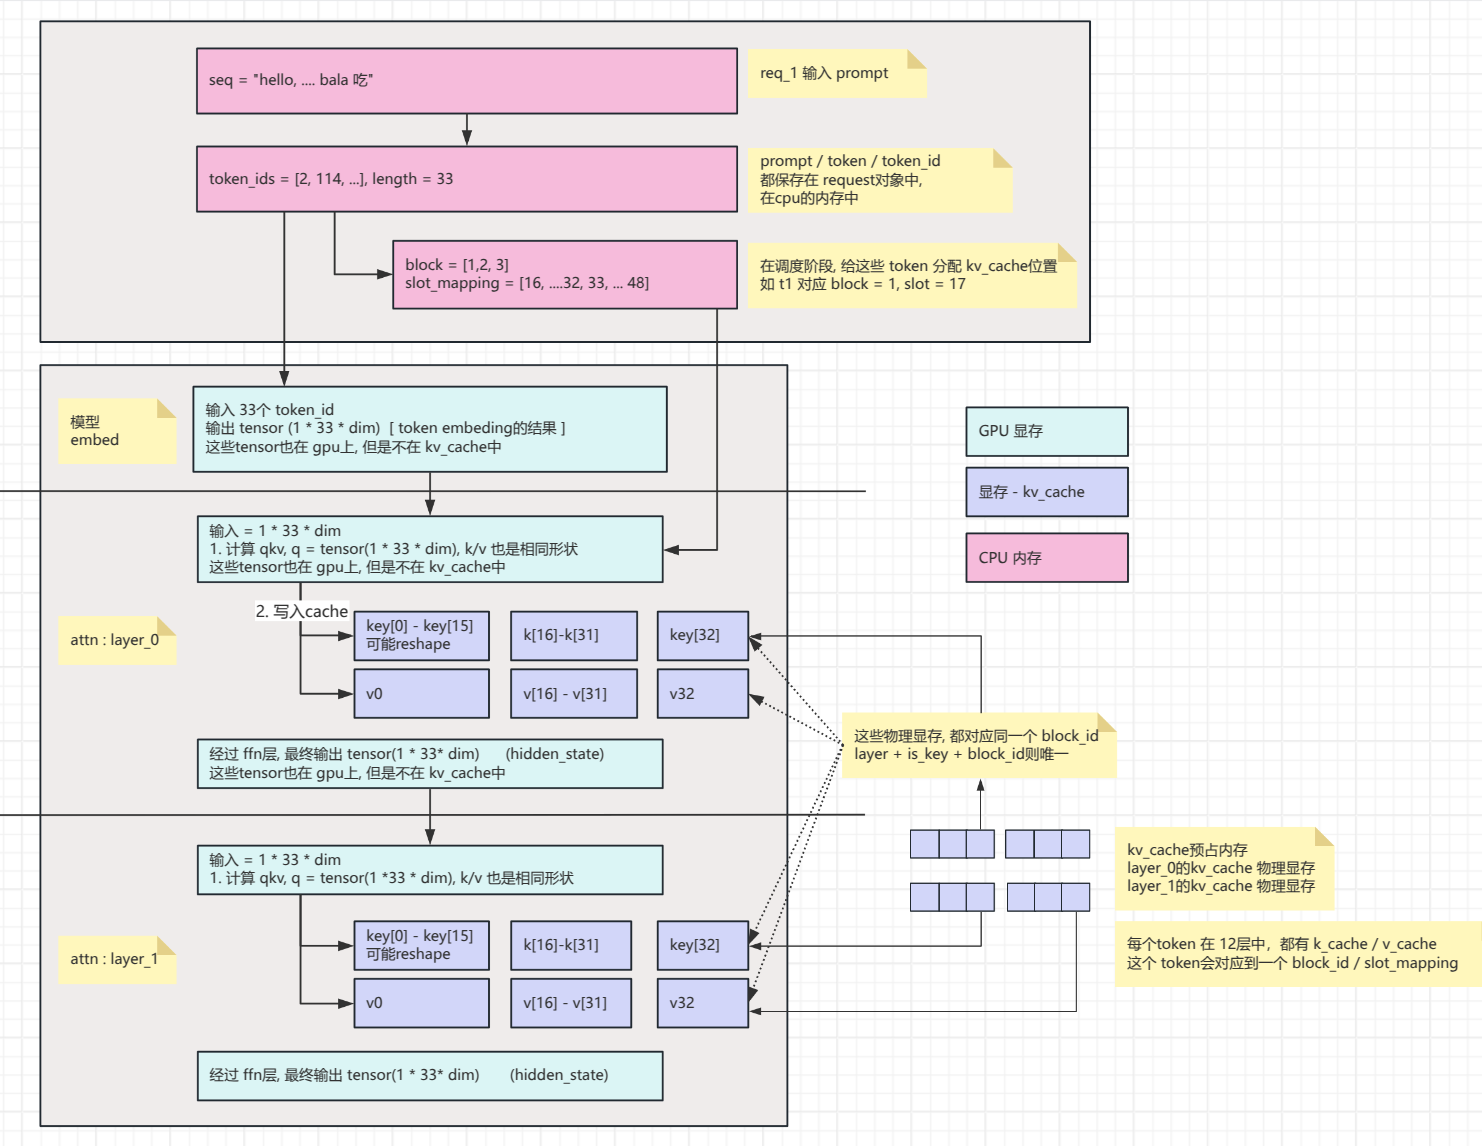 seq = "hello, .... bala 吃"
req_1 输入 prompt
token_ids = [2, 114, ...], length = 33
prompt / token / token_id
都保存在 request对象中,
在cpu的内存中
block = [1,2, 3]
slot_mapping = [16, ....32, 33, ... 48]
在调度阶段, 给这些 token 分配 kv_cache位置
如 t1 对应 block = 1, slot = 17
模型
embed
输入 33个 token_id
输出 tensor (1 * 33 * dim)  [ token embeding的结果 ]
这些tensor也在 gpu上, 但是不在 kv_cache中
GPU 显存
显存 - kv_cache
CPU 内存
输入 = 1 * 33 * dim
1. 计算 qkv, q = tensor(1 * 33 * dim), k/v 也是相同形状
这些tensor也在 gpu上, 但是不在 kv_cache中
2. 写入cache
attn : layer_0
key[0] - key[15]
可能reshape
k[16]-k[31]
key[32]
v0
v[16] - v[31]
v32
经过 ffn层, 最终输出 tensor(1 * 33* dim)      (hidden_state)
这些tensor也在 gpu上, 但是不在 kv_cache中
这些物理显存, 都对应同一个 block_id
layer + is_key + block_id则唯一
输入 = 1 * 33 * dim
1. 计算 qkv, q = tensor(1 *33 * dim), k/v 也是相同形状
kv_cache预占内存
layer_0的kv_cache 物理显存
layer_1的kv_cache 物理显存
attn : layer_1
key[0] - key[15]
可能reshape
k[16]-k[31]
key[32]
v0
v[16] - v[31]
v32
每个token 在 12层中，都有 k_cache / v_cache
这个 token会对应到一个 block_id / slot_mapping
经过 ffn层, 最终输出 tensor(1 * 33* dim)       (hidden_state)